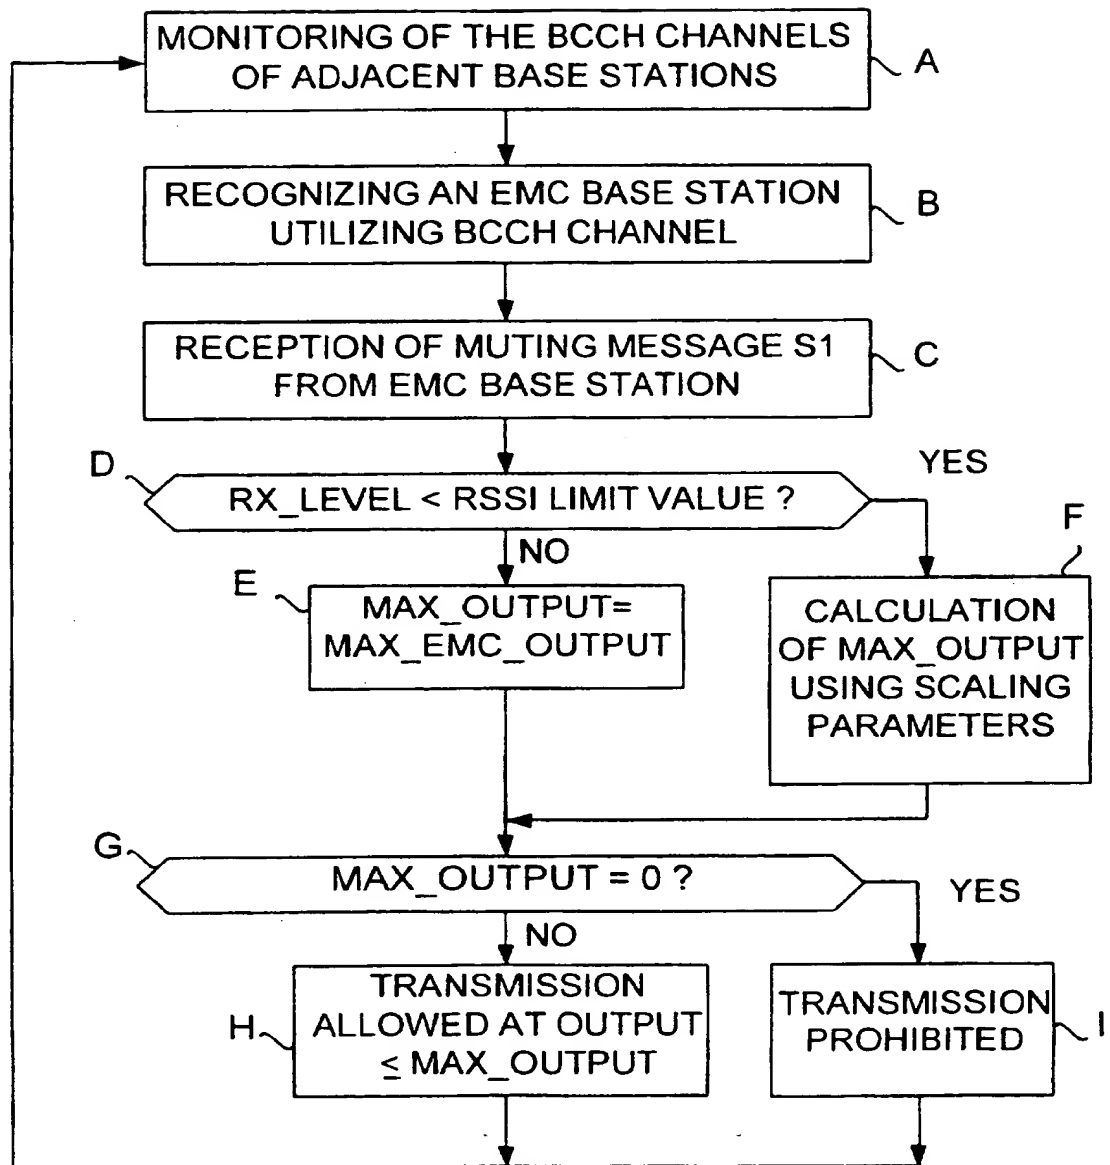 MONITORING OF THE BCCH CHANNELS
OF ADJACENT BASE STATIONS
A
RECOGNIZING AN EMC BASE STATION
UTILIZING BCCH CHANNEL
B
RECEPTION OF MUTING MESSAGE S1
FROM EMC BASE STATION
C
D
RX_LEVEL < RSSI LIMIT VALUE ?
YES
NO
E
MAX_OUTPUT=
MAX_EMC_OUTPUT
F
CALCULATION
OF MAX_OUTPUT
USING SCALING
PARAMETERS
G
MAX_OUTPUT = 0 ?
YES
NO
H
TRANSMISSION
ALLOWED AT OUTPUT
≤ MAX_OUTPUT
TRANSMISSION
PROHIBITED
I